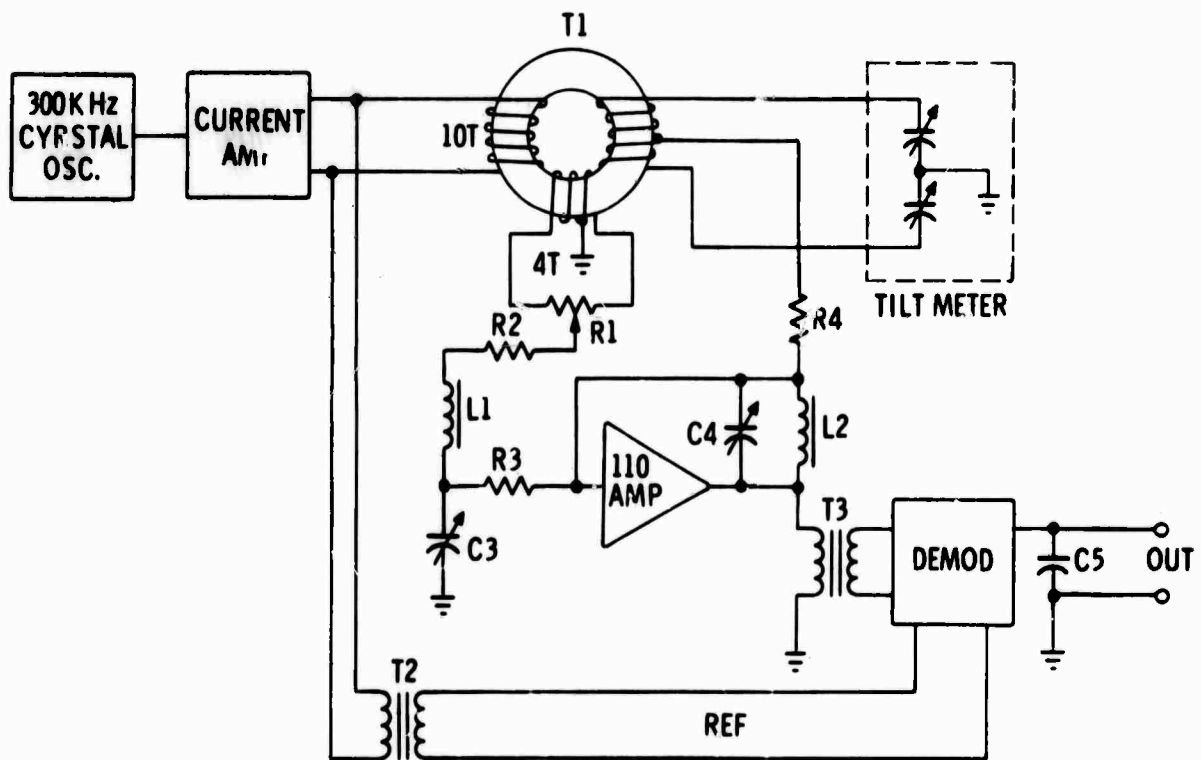 T1
300K Hz
CYRSTAL
OSC.
CURRENT
10T
4T
TILT METER
R1
R2
R4
L1
C4
L2
R3
110
AMP
T3
C3
DEMOD
C5
OUT
T2
REF